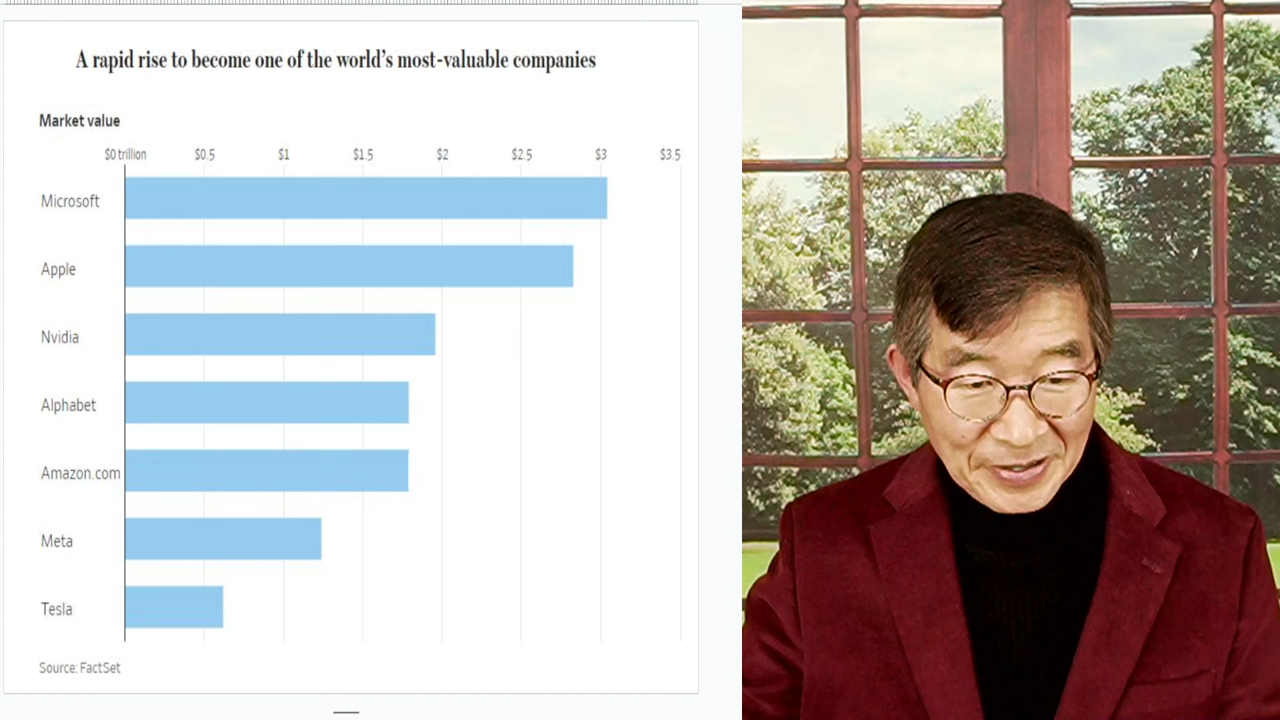 A rapid rise to become one of the world’s most-valuable companies
Market value
$0 trillion $0.5 $1 $1.5 $2 $2.5 $3 $3.5
Microsoft
Apple
Nvidia
Alphabet
Amazon.com
Meta
Tesla
Source: FactSet